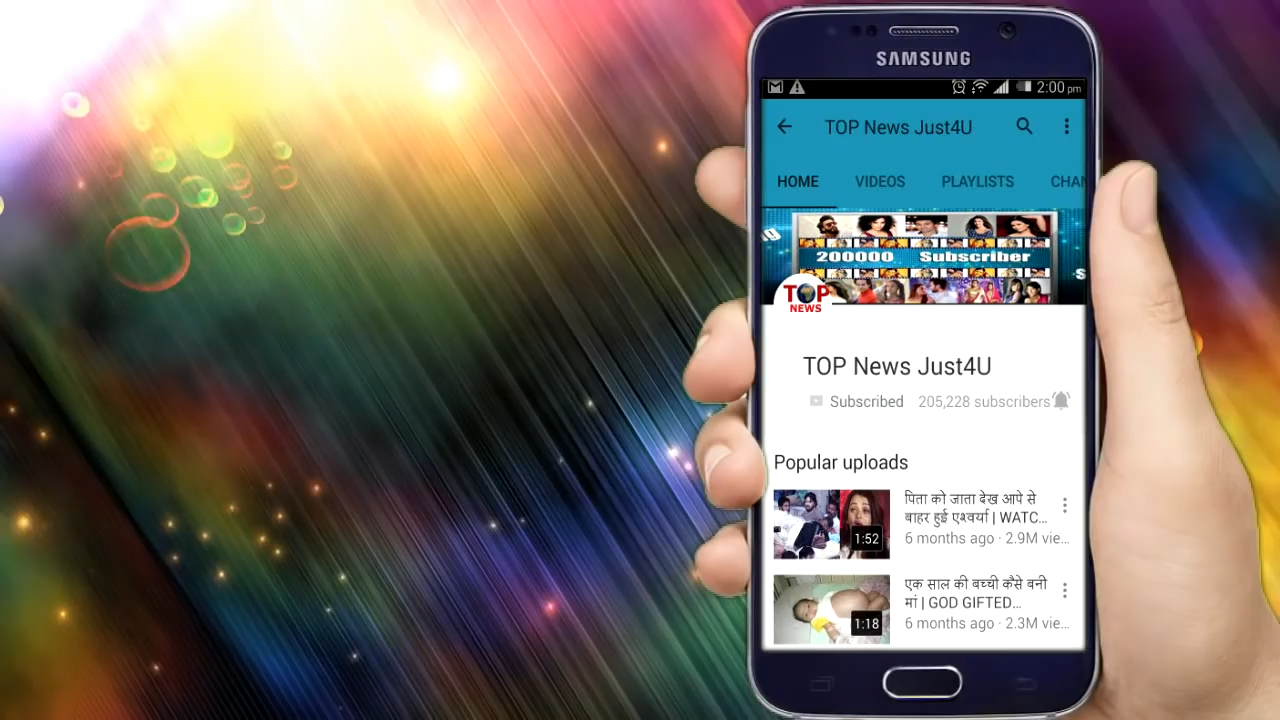 SAMSUNG
2:00 pm
TOP News Just4U
HOME VIDEOS PLAYLISTS CHAN
200000 Subscriber
TOP
NEWS
TOP News Just4U
Subscribed 205,228 subscribers
Popular uploads
पिता को जाता देख आपे से
बाहर हुई एश्वर्या | WATC...
6 months ago · 2.9M vie...
1:52
एक साल की बच्ची कैसे बनी
मां | GOD GIFTED...
6 months ago · 2.3M vie...
1:18